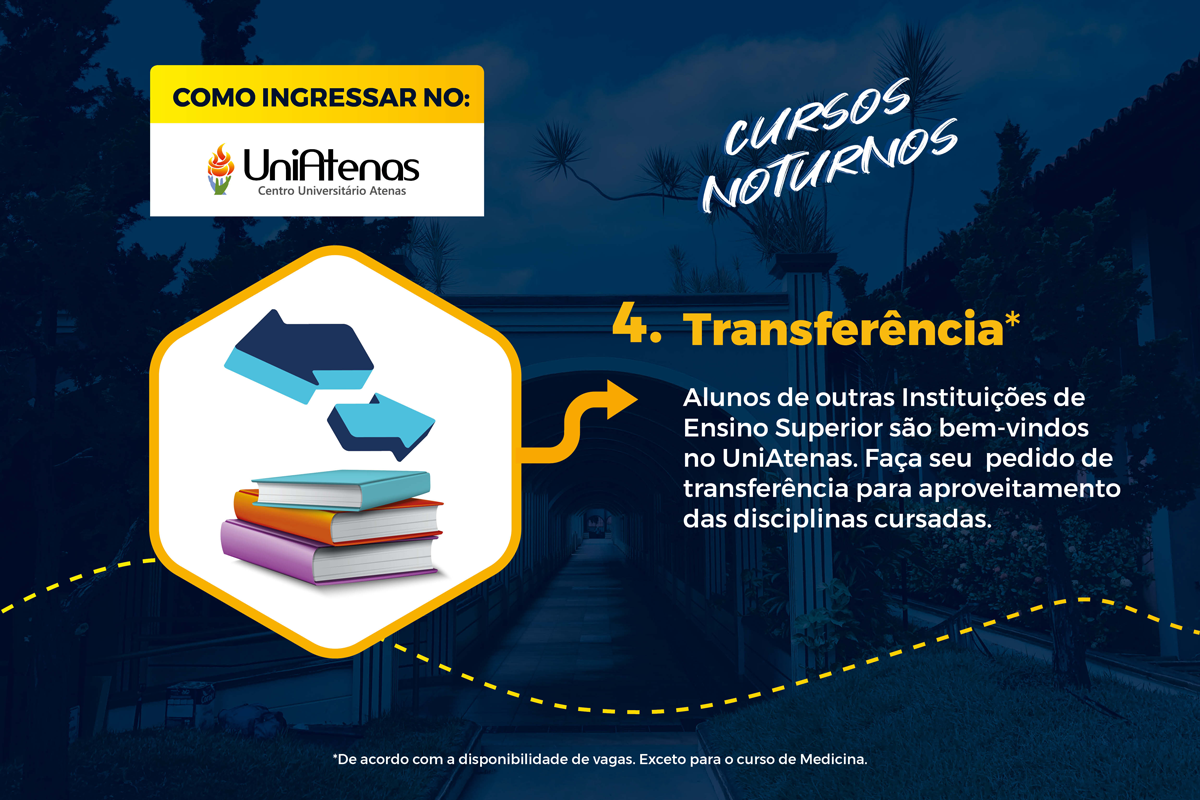 COMO INGRESSAR NO:
UniAtenas
Centro Universitário Atenas
CURSOS
NOTURNOS
4. Transferência*
Alunos de outras Instituições de
Ensino Superior são bem-vindos
no UniAtenas. Faça seu  pedido de
transferência para aproveitamento
das disciplinas cursadas.
*De acordo com a disponibilidade de vagas. Exceto para o curso de Medicina.